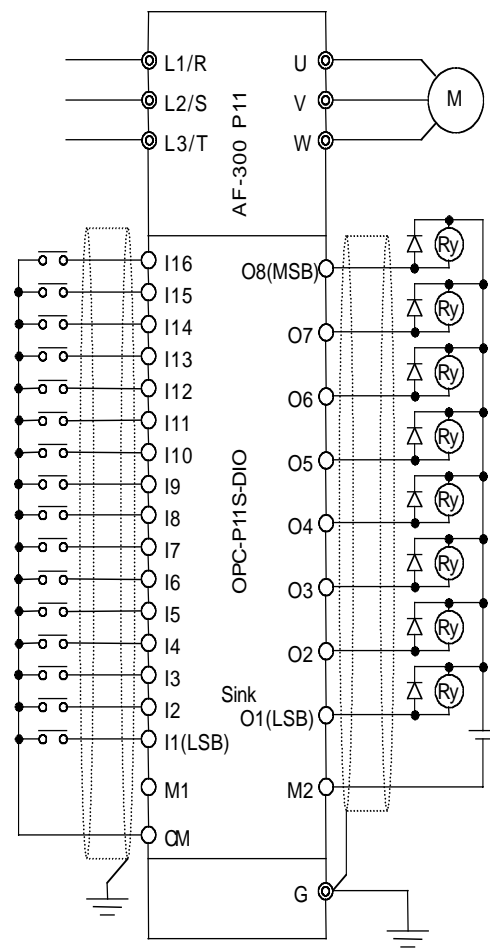 L1/R
L2/S
L3/T
U
V
W
M
AF-300 P11
I16
I15
I14
I13
I12
I11
I10
I9
I8
I7
I6
I5
I4
I3
I2
I1(LSB)
M1
CM
OPC-P11S-DIO
Sink
O8(MSB)
O7
O6
O5
O4
O3
O2
O1(LSB)
M2
G
Ry
Ry
Ry
Ry
Ry
Ry
Ry
Ry